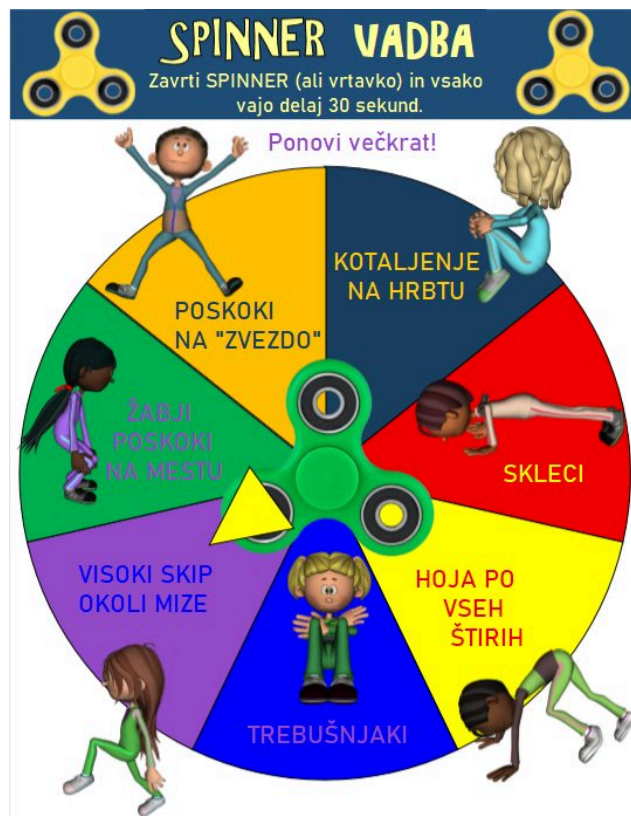 SPINNER VADBA
Zavrti SPINNER (ali vrtavko) in vsako
vajo delaj 30 sekund.
Ponovi večkrat!
KOTALJENJE
NA HRBTU
POSKOKI
NA "ZVEZDO"
ŽABJI
POSKOKI
NA MESTU
SKLECI
VISOKI SKIP
OKOLI MIZE
HOJA PO
VSEH
ŠTIRIH
TREBUŠNJAKI